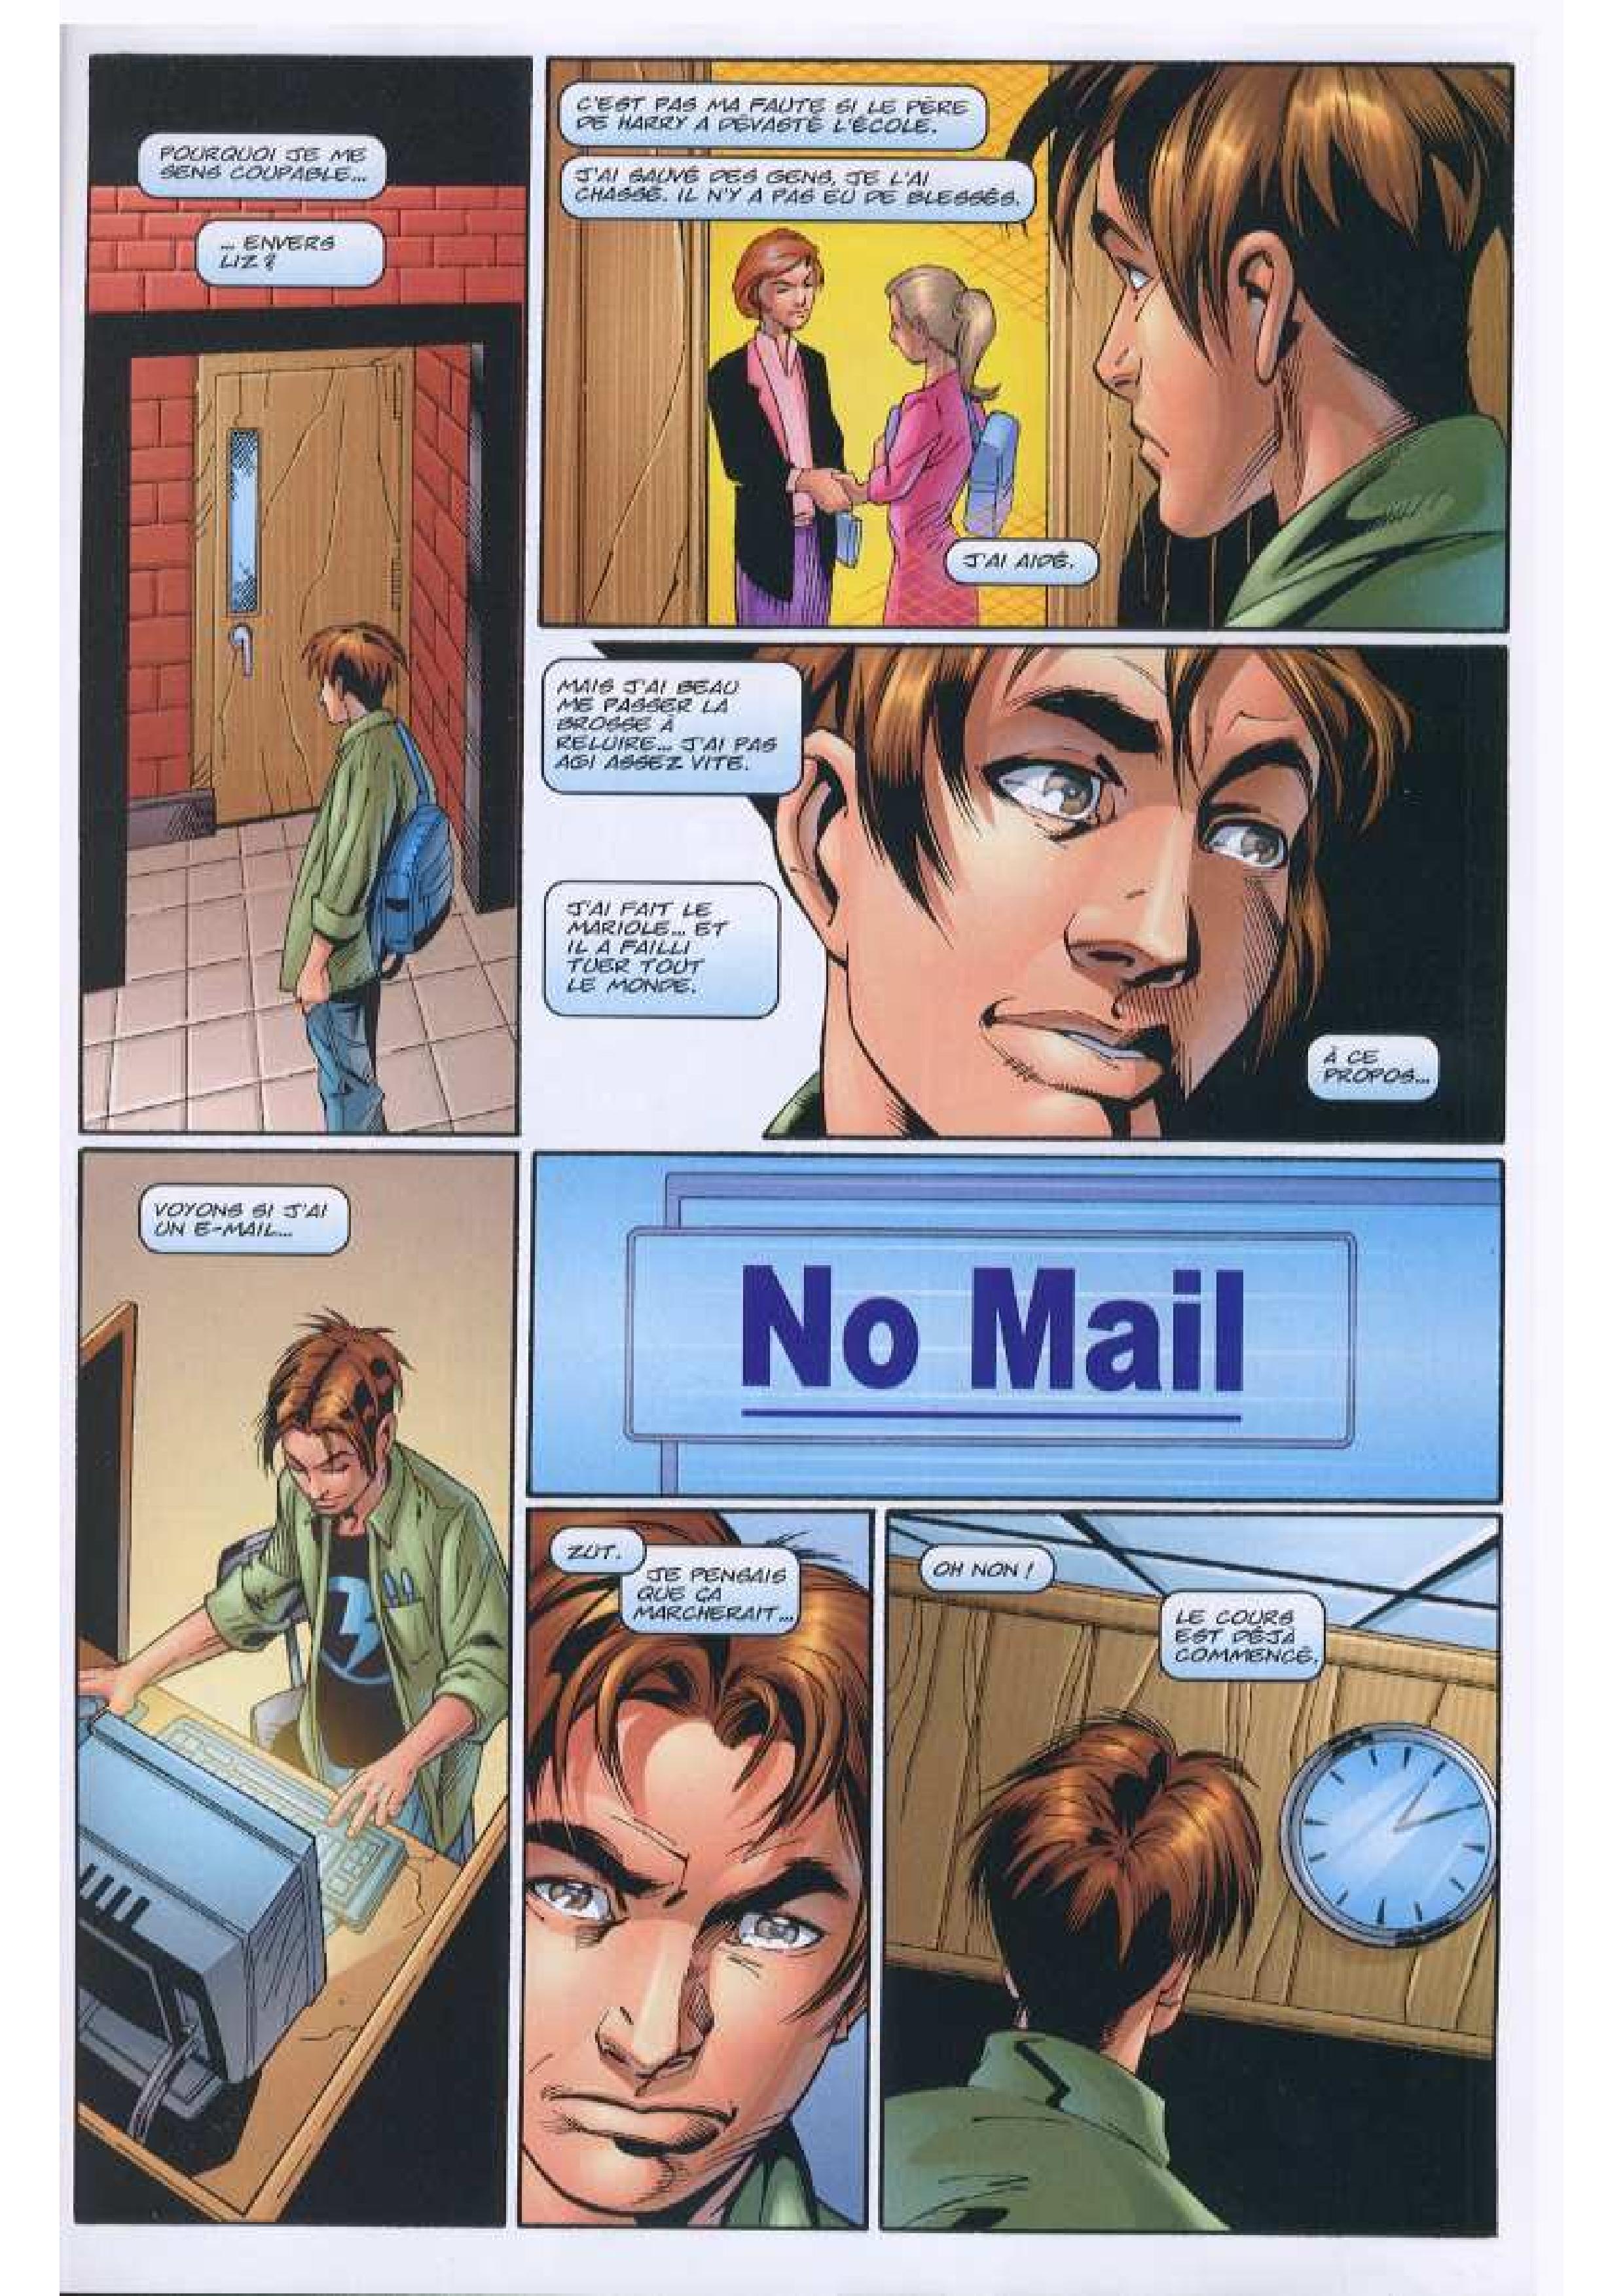 POURQUOI JE ME
SENS COUPABLE...
... ENVERS
LIZ ?
C'EST PAS MA FAUTE SI LE PÈRE
DE HARRY A DÉVASTÉ L'ÉCOLE.
J'AI SAUVÉ DES GENS, JE L'AI
CHASSÉ. IL N'Y A PAS EU DE BLESSÉS.
J'AI AIDÉ.
MAIS J'AI BEAU
ME PASSER LA
BROSSE À
RELUIRE... J'AI PAS
AGI ASSEZ VITE.
J'AI FAIT LE
MARIOLE... ET
IL A FAILLI
TUER TOUT
LE MONDE.
À CE
PROPOS...
VOYONS SI J'AI
UN E-MAIL...
No Mail
ZUT.
JE PENSAIS
QUE ÇA
MARCHERAIT...
OH NON !
LE COURS
EST DÉJÀ
COMMENCÉ.